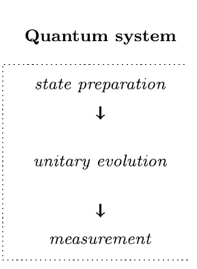 Quantum system
state preparation
↓
unitary evolution
↓
measurement